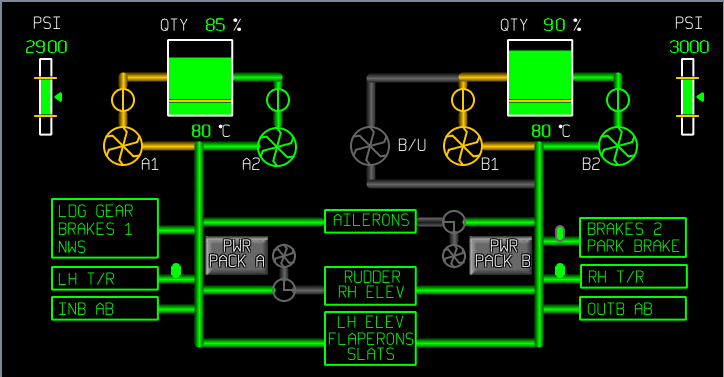 PSI
QTY 85 %
QTY 90 %
PSI
2900
3000
80 °C
80 °C
A1
A2
B/U
B1
B2
LDG GEAR
BRAKES 1
NWS
AILERONS
BRAKES 2
PARK BRAKE
PWR
PACK A
PWR
PACK B
LH T/R
RUDDER
RH ELEV
RH T/R
INB AB
OUTB AB
LH ELEV
FLAPERONS
SLATS